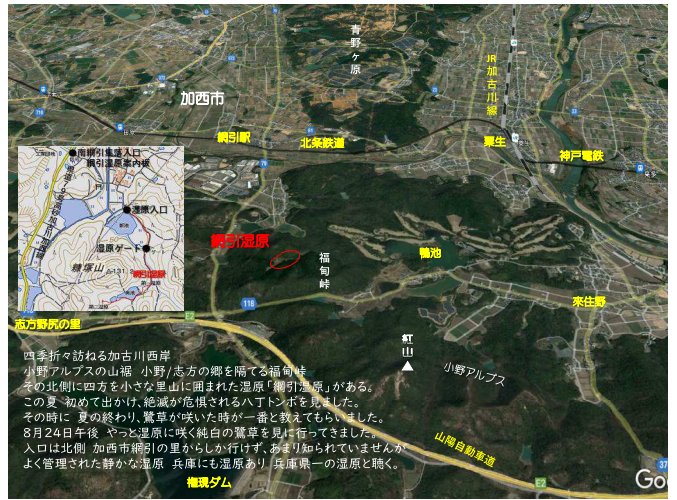 青野ヶ原
JR加古川線
加西市
網引駅
北条鉄道
粟生
神戸電鉄
南網引集落入口
網引湿原案内板
湿原入口
湿原ゲート
糠塚山
網引湿原
網引湿原
福甸峠
鴨池
118
来住野
志方野尻の里
E2
紅山
小野アルプス
四季折々訪ねる加古川西岸
小野アルプスの山裾 小野/志方の郷を隔てる福甸峠
その北側に四方を小さな里山に囲まれた湿原「網引湿原」がある。
この夏 初めて出かけ、絶滅が危惧される八丁トンボを見ました。
その時に 夏の終わり、鷺草が咲いた時が一番と教えてもらいました。
8月24日午後 やっと湿原に咲く純白の鷺草を見に行ってきました。
入口は北側 加西市網引の里からしか行けず、あまり知られていませんが
よく管理された静かな湿原 兵庫にも湿原あり 兵庫県一の湿原と聴く。
山陽自動車道
権現ダム
E2
37
Goo